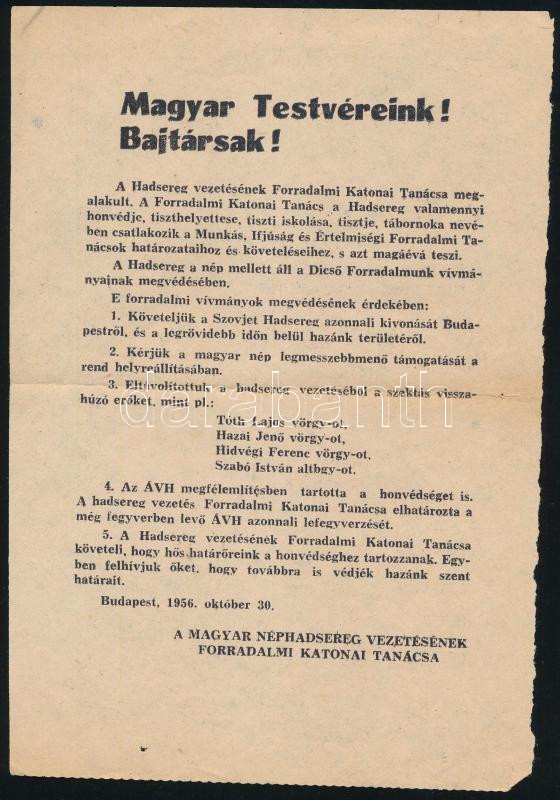 Magyar Testvéreink!
Bajtársak!
A Hadsereg vezetésének Forradalmi Katonai Tanácsa meg-
alakult. A Forradalmi Katonai Tanács a Hadsereg valamennyi
honvédje, tiszthelyettese, tiszti iskolása, tisztje, tábornoka nevé-
ben csatlakozik a Munkás, Ifjúság és Értelmiségi Forradalmi Ta-
nácsok határozataihoz és követeléseihez, s azt magáévá teszi.
A Hadsereg a nép mellett áll a Dicső Forradalmunk vívmá-
nyainak megvédésében.
E forradalmi vívmányok megvédésének érdekében:
1. Követeljük a Szovjet Hadsereg azonnali kivonását Buda-
pestről, és a legrövidebb időn belül hazánk területéről.
2. Kérjük a magyar nép legmesszebbmenő támogatását a
rend helyreállításában.
3. Eltávolítottuk a hadsereg vezetéséből a szektás vissza-
húzó erőket, mint pl.:
Tóth Lajos vörgy-ot,
Hazai Jenő vörgy-ot,
Hidvégi Ferenc vörgy-ot,
Szabó István altbgy-ot.
darabanth
4. Az ÁVH megfélemlítésben tartotta a honvédséget is.
A hadsereg vezetés Forradalmi Katonai Tanácsa elhatározta a
még fegyverben levő ÁVH azonnali lefegyverzését.
5. A Hadsereg vezetésének Forradalmi Katonai Tanácsa
követeli, hogy hős határőreink a honvédséghez tartozzanak. Egy-
ben felhívjuk őket, hogy továbbra is védjék hazánk szent
határait.
Budapest, 1956. október 30.
A MAGYAR NÉPHADSEREG VEZETÉSÉNEK
FORRADALMI KATONAI TANÁCSA